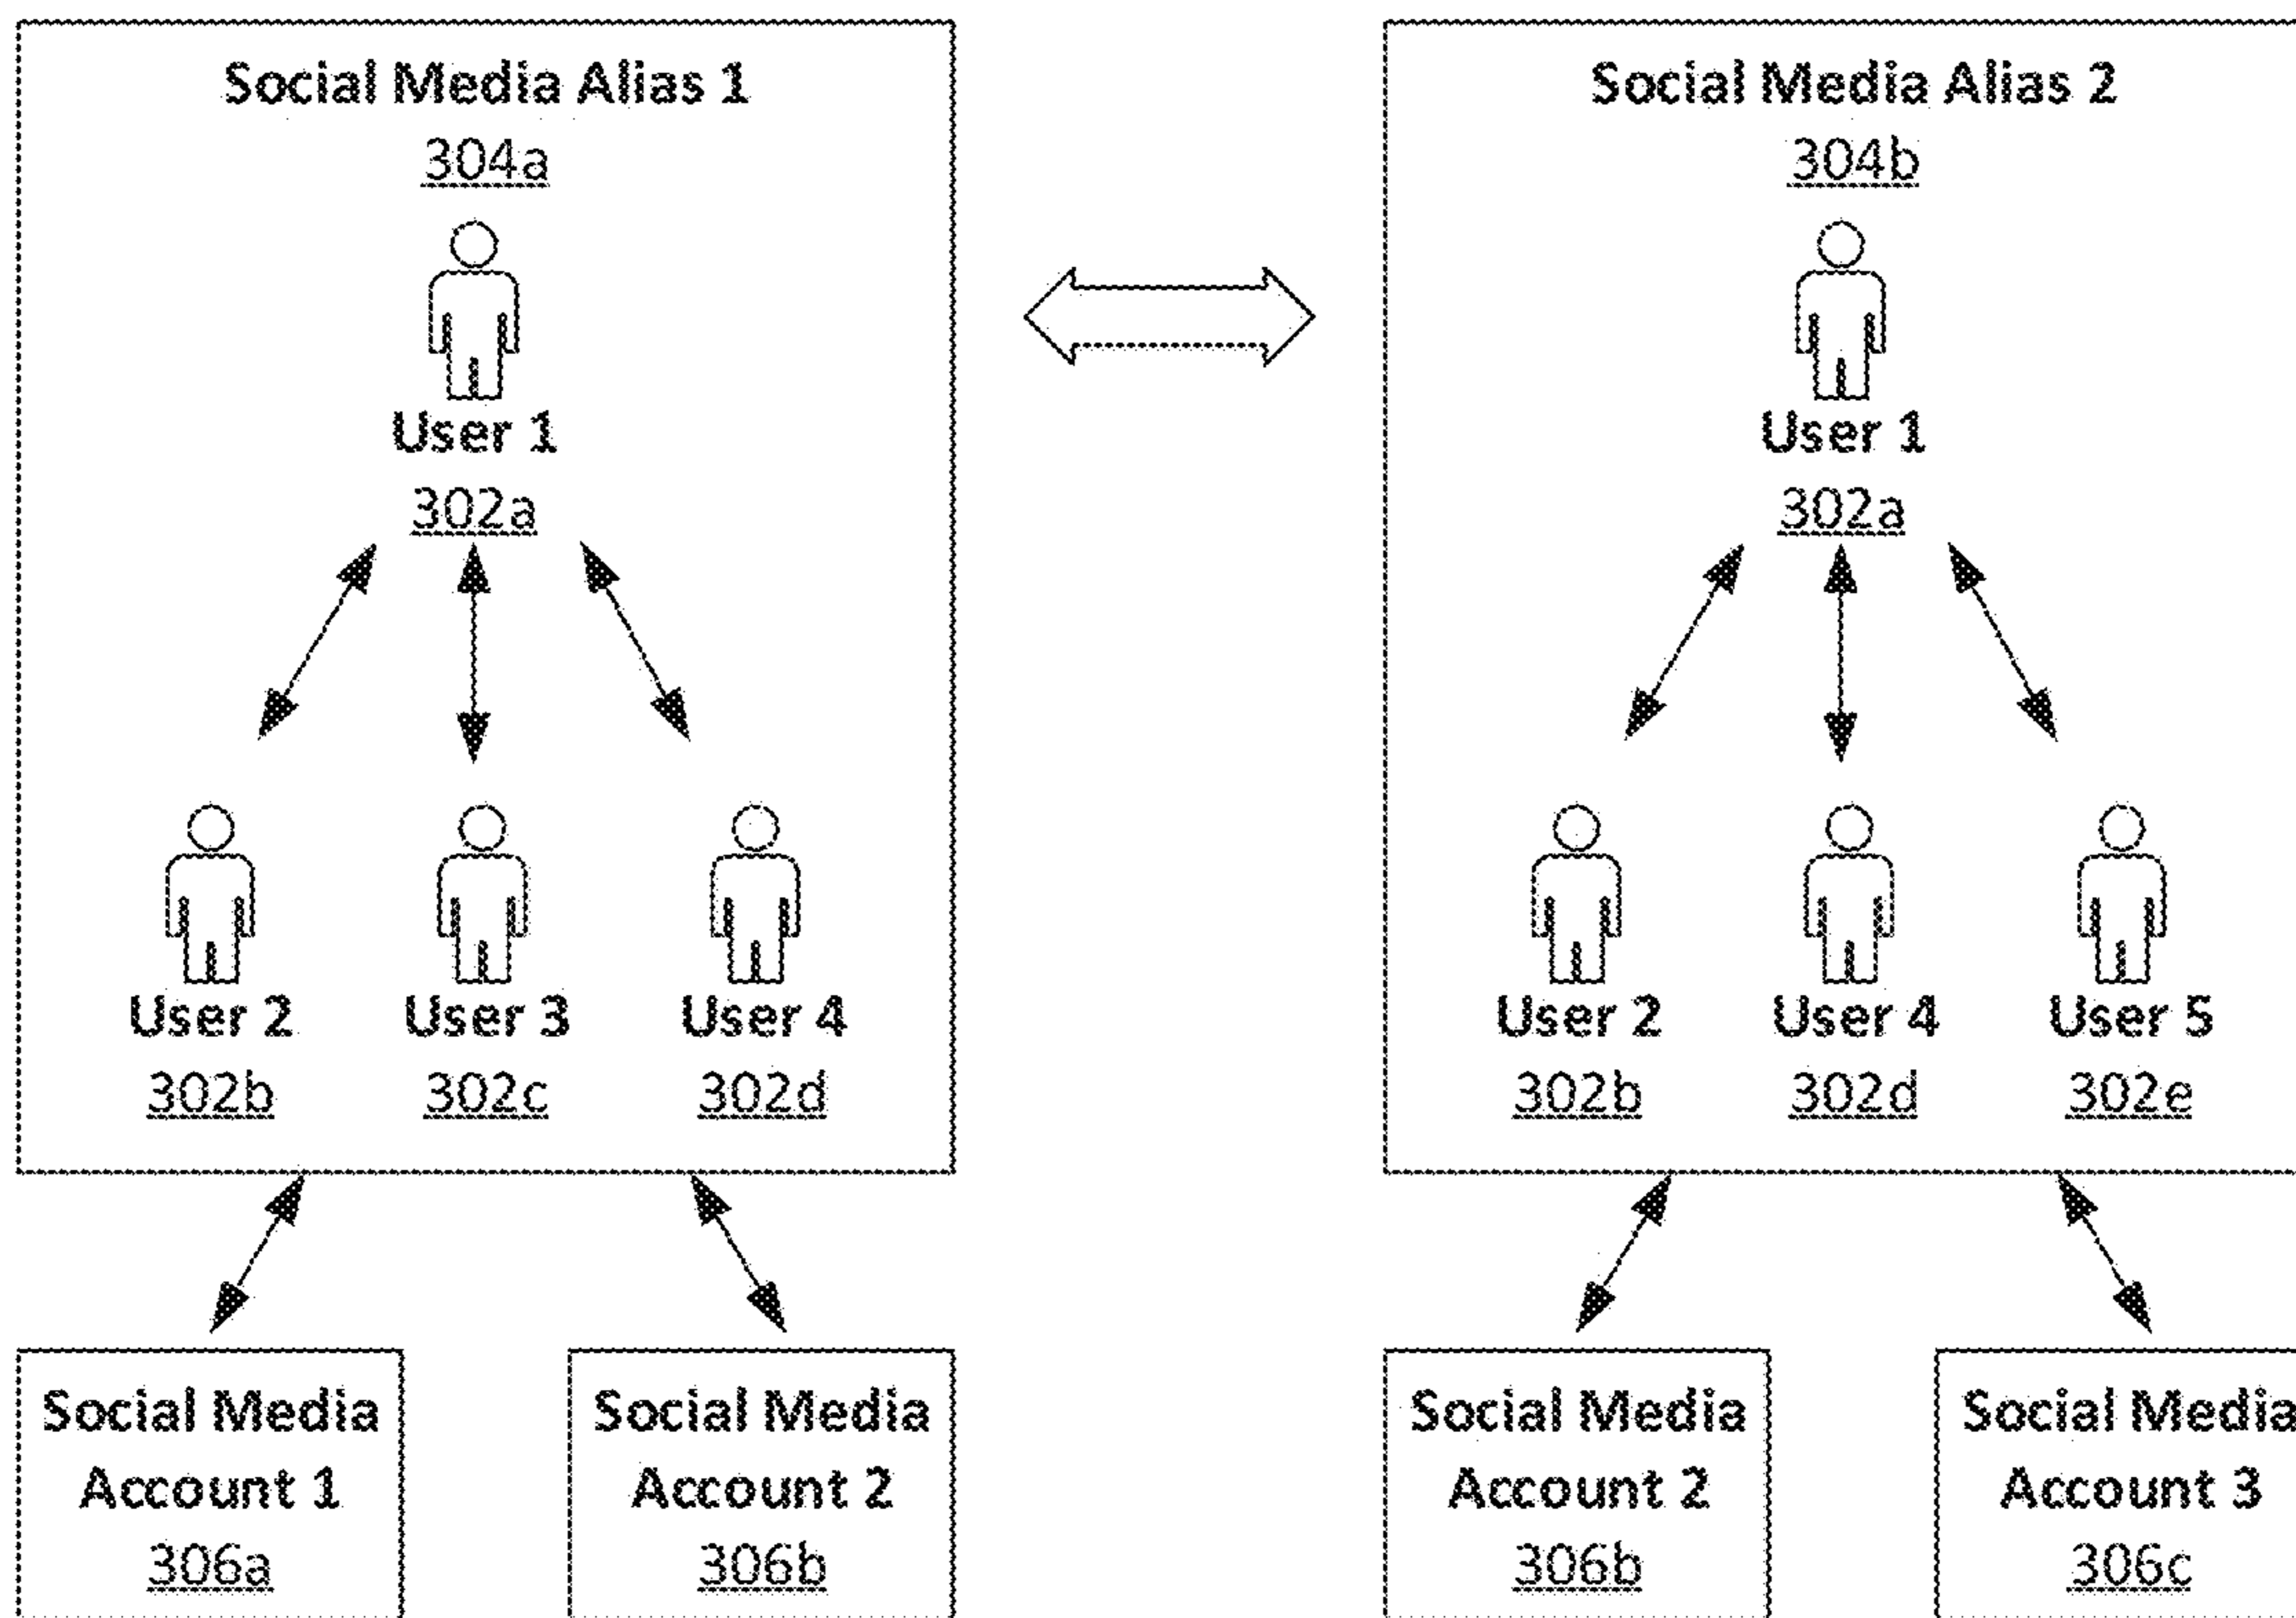 Social Media Alias 1
304a
User 1
302a
User 2
302b
User 3
302c
User 4
302d
Social Media
Account 1
306a
Social Media
Account 2
306b
Social Media Alias 2
304b
User 1
302a
User 2
302b
User 4
302d
User 5
302e
Social Media
Account 2
306b
Social Media
Account 3
306c